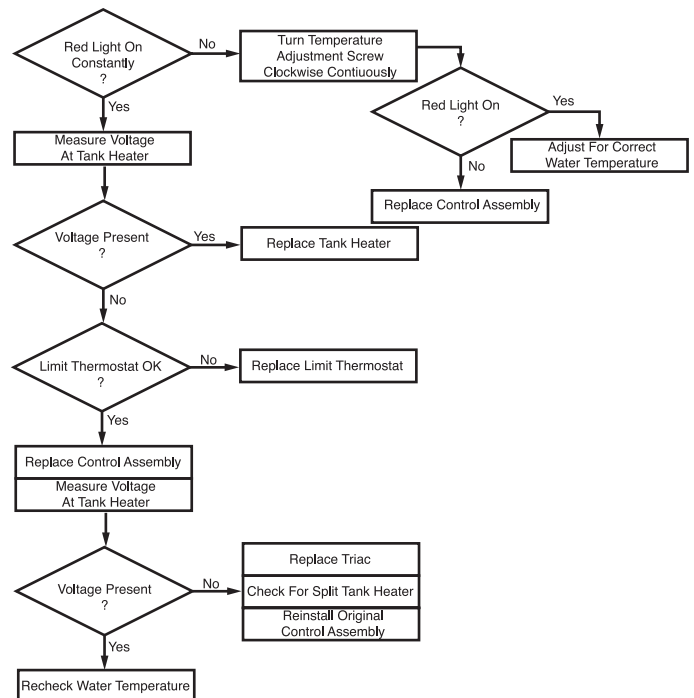 Red Light On
Constantly
?
No
Turn Temperature
Adjustment Screw
Clockwise Contiuously
Red Light On
?
Yes
Adjust For Correct
Water Temperature
No
Replace Control Assembly
Yes
Measure Voltage
At Tank Heater
Voltage Present
?
Yes
Replace Tank Heater
No
Limit Thermostat OK
?
No
Replace Limit Thermostat
Yes
Replace Control Assembly
Measure Voltage
At Tank Heater
Voltage Present
?
No
Replace Triac
Check For Split Tank Heater
Reinstall Original
Control Assembly
Yes
Recheck Water Temperature